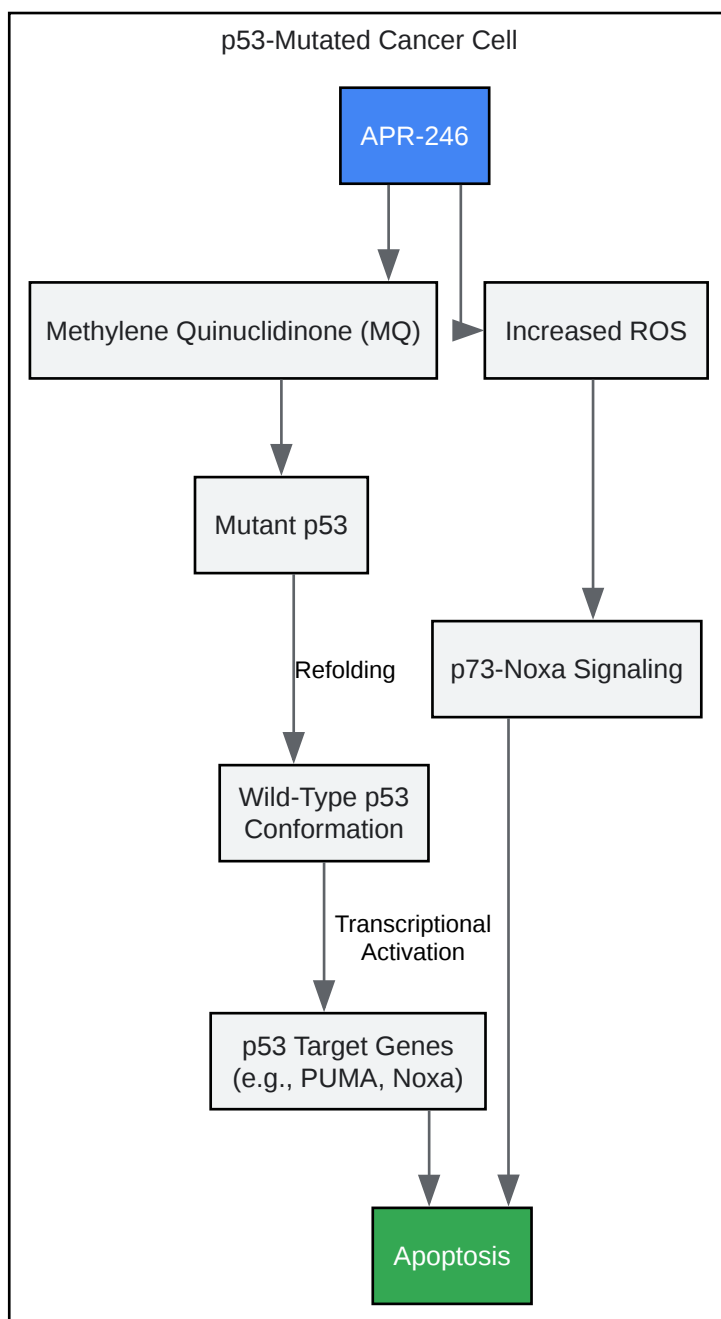 p53-Mutated Cancer Cell
APR-246
Methylene Quinuclidinone (MQ)
Increased ROS
Mutant p53
Refolding
p73-Noxa Signaling
Wild-Type p53
Conformation
Transcriptional
Activation
p53 Target Genes
(e.g., PUMA, Noxa)
Apoptosis